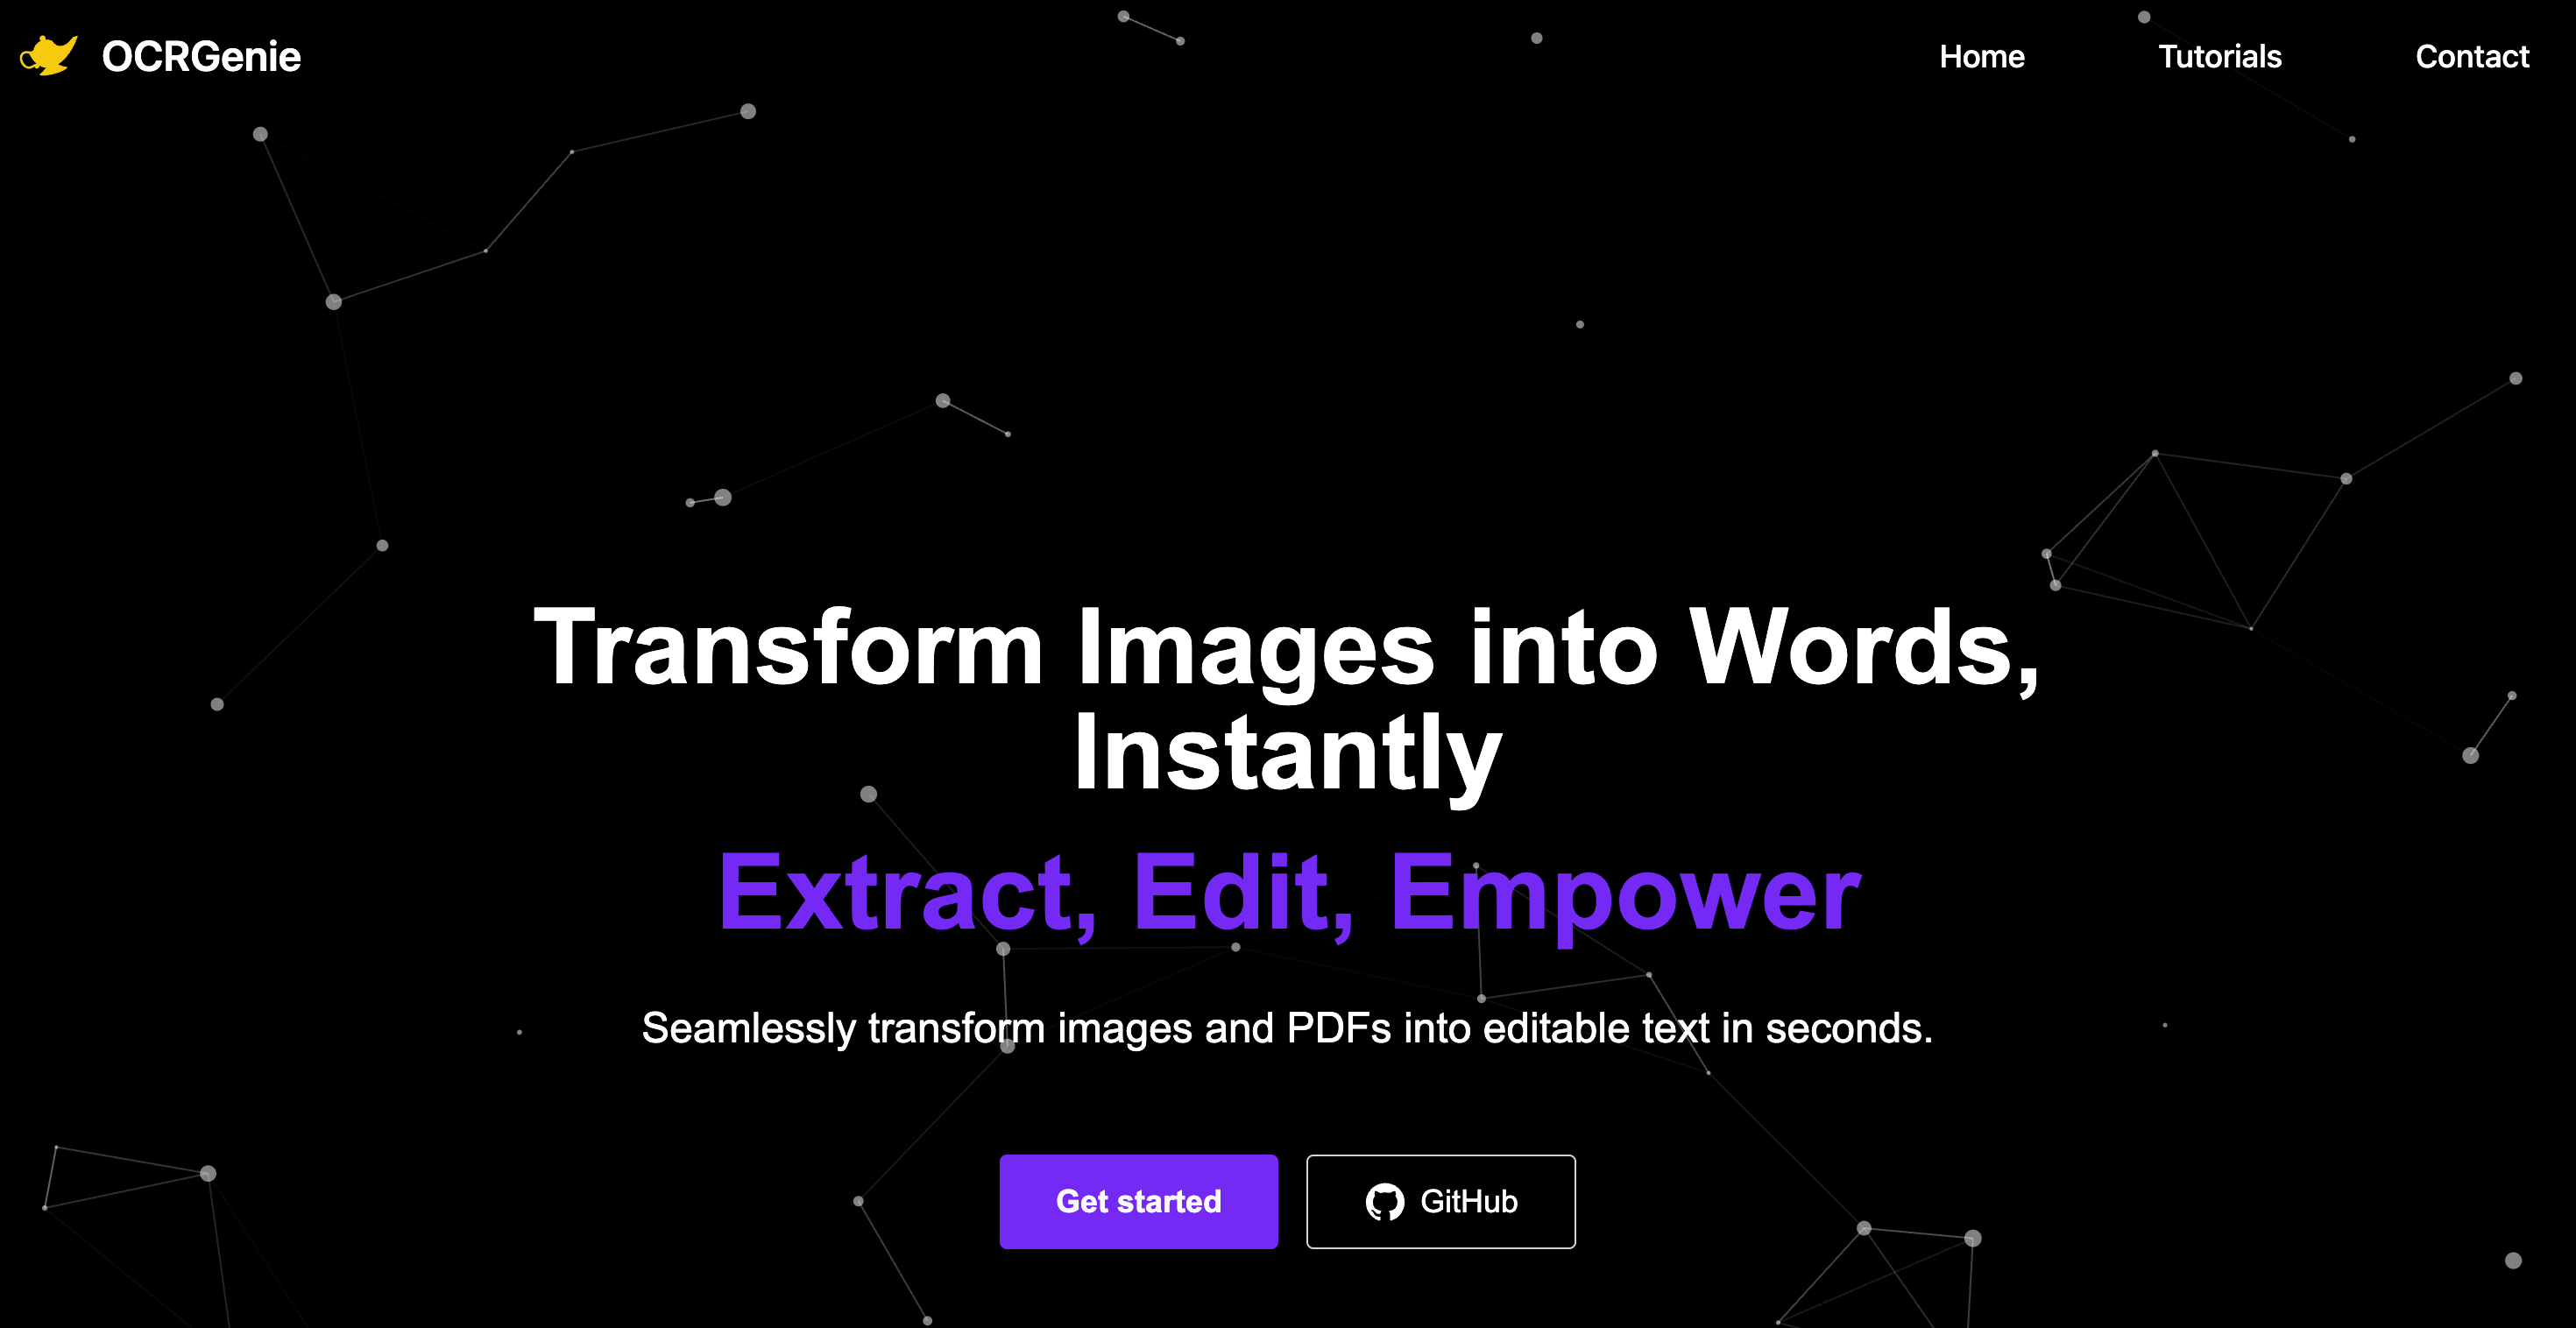 OCRGenie
Home
Tutorials
Contact
Transform Images into Words,
Instantly
Extract, Edit, Empower
Seamlessly transform images and PDFs into editable text in seconds.
Get started
GitHub